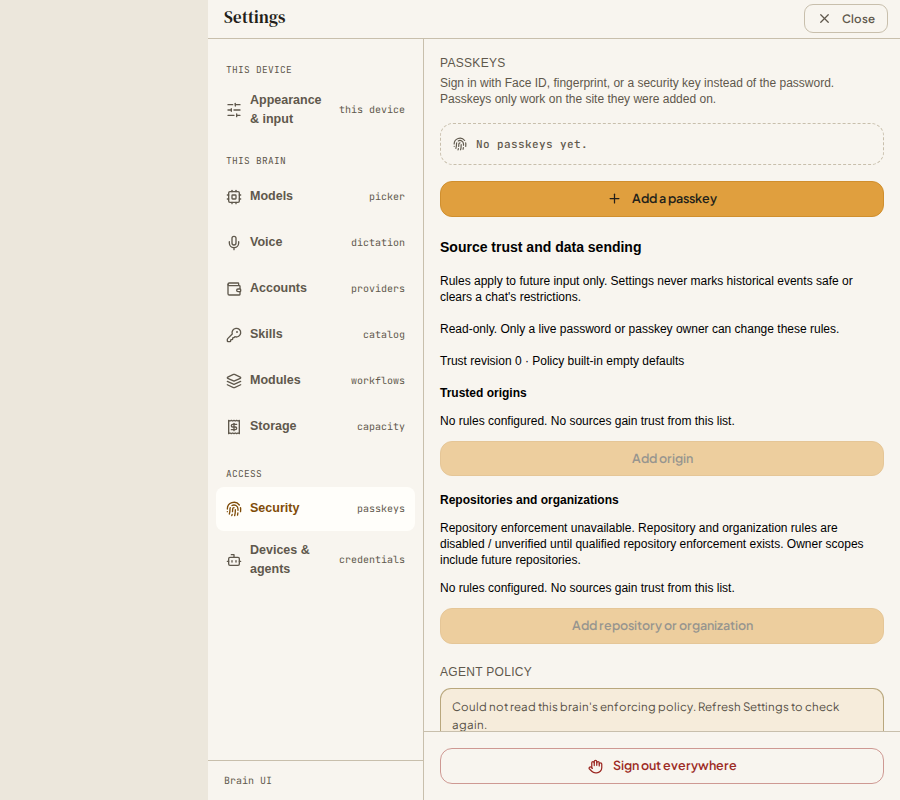 Settings
Close
THIS DEVICE
Appearance
& input
this device
THIS BRAIN
Models
picker
Voice
dictation
Accounts
providers
Skills
catalog
Modules
workflows
Storage
capacity
ACCESS
Security
passkeys
Devices &
agents
credentials
Brain UI
PASSKEYS
Sign in with Face ID, fingerprint, or a security key instead of the password.
Passkeys only work on the site they were added on.
No passkeys yet.
Add a passkey
Source trust and data sending
Rules apply to future input only. Settings never marks historical events safe or
clears a chat's restrictions.
Read-only. Only a live password or passkey owner can change these rules.
Trust revision 0 · Policy built-in empty defaults
Trusted origins
No rules configured. No sources gain trust from this list.
Add origin
Repositories and organizations
Repository enforcement unavailable. Repository and organization rules are
disabled / unverified until qualified repository enforcement exists. Owner scopes
include future repositories.
No rules configured. No sources gain trust from this list.
Add repository or organization
AGENT POLICY
Could not read this brain's enforcing policy. Refresh Settings to check
again.
Sign out everywhere